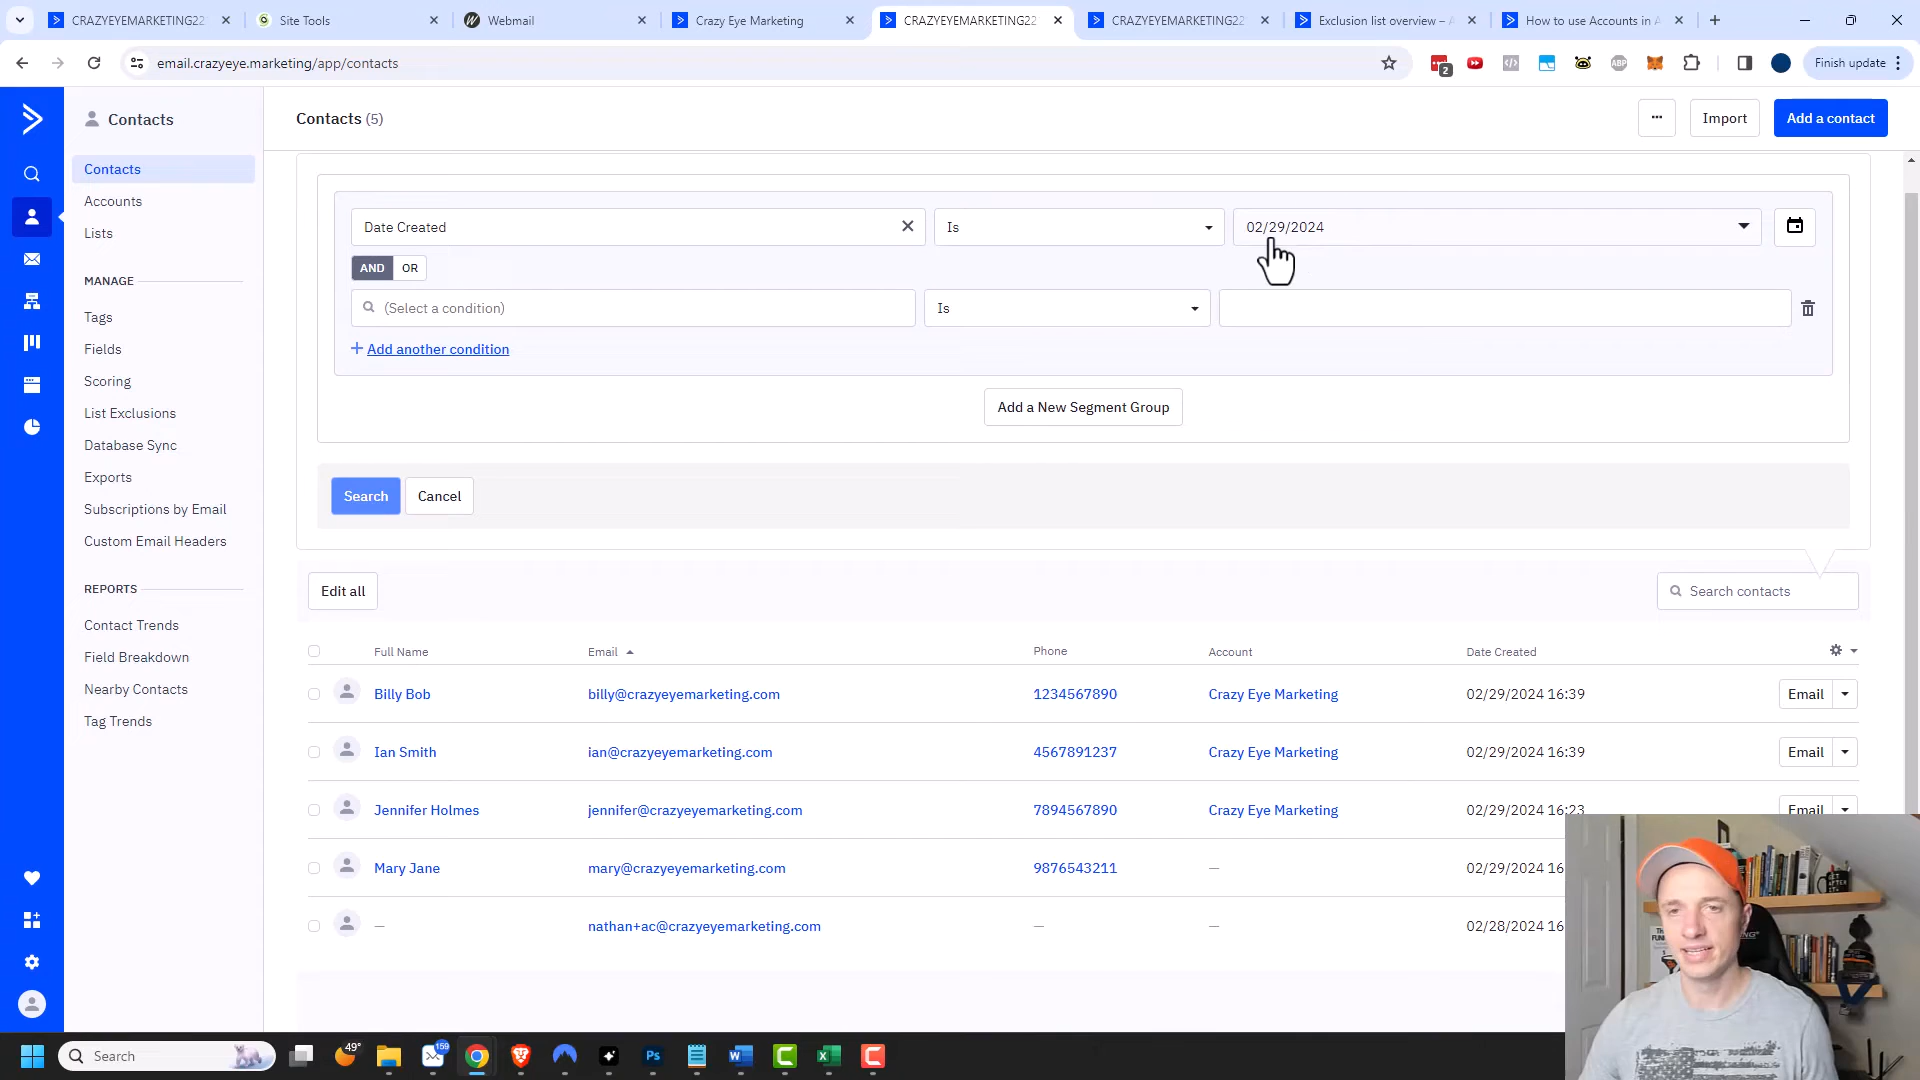 CRAZYEYEMARKETING22
Site Tools
Webmail
Crazy Eye Marketing
CRAZYEYEMARKETING22
CRAZYEYEMARKETING22
Exclusion list overview –
How to use Accounts in
email.crazyeye.marketing/app/contacts
2
ABP
Finish update
Contacts
Contacts
Accounts
Lists
MANAGE
Tags
Fields
Scoring
List Exclusions
Database Sync
Exports
Subscriptions by Email
Custom Email Headers
REPORTS
Contact Trends
Field Breakdown
Nearby Contacts
Tag Trends
Contacts (5)
Import
Add a contact
Date Created
Is
02/29/2024
AND
OR
(Select a condition)
Is
+ Add another condition
Add a New Segment Group
Search
Cancel
Edit all
Search contacts
Full Name
Email
Phone
Account
Date Created
Billy Bob
billy@crazyeyemarketing.com
1234567890
Crazy Eye Marketing
02/29/2024 16:39
Email
Ian Smith
ian@crazyeyemarketing.com
4567891237
Crazy Eye Marketing
02/29/2024 16:39
Email
Jennifer Holmes
jennifer@crazyeyemarketing.com
7894567890
Crazy Eye Marketing
02/29/2024 16:23
Email
Mary Jane
mary@crazyeyemarketing.com
9876543211
—
02/29/2024 16
—
nathan+ac@crazyeyemarketing.com
—
—
02/28/2024 16
Search
49°
159
Ps